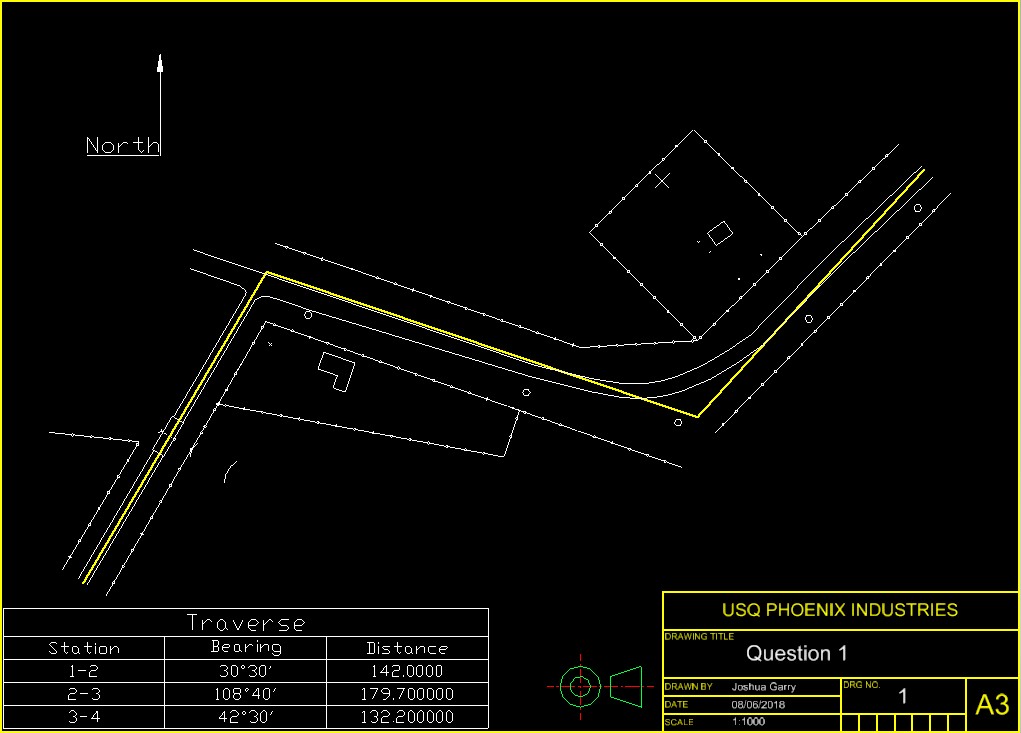 North
Traverse
Station Bearing Distance
1-2 30°30' 142.0000
2-3 108°40' 179.700000
3-4 42°30' 132.200000
USQ PHOENIX INDUSTRIES
DRAWING TITLE
Question 1
DRAWN BY Joshua Garry
DATE 08/06/2018
SCALE 1:1000
DRG NO.
1
A3